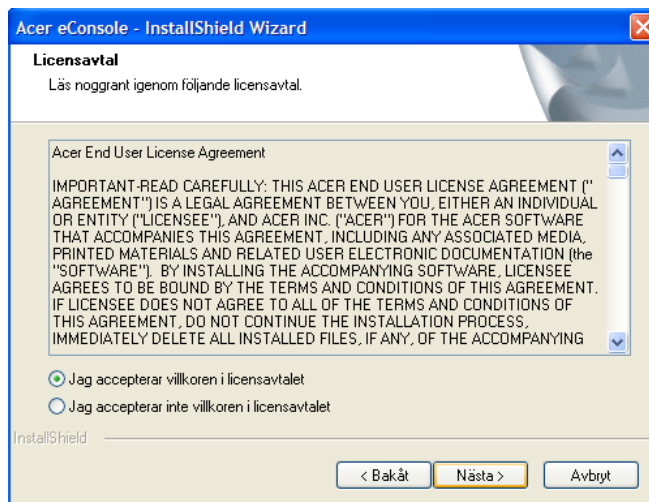 Acer eConsole - InstallShield Wizard
Licensavtal
Läs noggrant igenom följande licensavtal.
Acer End User License Agreement
IMPORTANT-READ CAREFULLY: THIS ACER END USER LICENSE AGREEMENT ("
AGREEMENT") IS A LEGAL AGREEMENT BETWEEN YOU, EITHER AN INDIVIDUAL
OR ENTITY ("LICENSEE"), AND ACER INC. ("ACER") FOR THE ACER SOFTWARE
THAT ACCOMPANIES THIS AGREEMENT, INCLUDING ANY ASSOCIATED MEDIA,
PRINTED MATERIALS AND RELATED USER ELECTRONIC DOCUMENTATION (the
"SOFTWARE"). BY INSTALLING THE ACCOMPANYING SOFTWARE, LICENSEE
AGREES TO BE BOUND BY THE TERMS AND CONDITIONS OF THIS AGREEMENT.
IF LICENSEE DOES NOT AGREE TO ALL OF THE TERMS AND CONDITIONS OF
THIS AGREEMENT, DO NOT CONTINUE THE INSTALLATION PROCESS,
IMMEDIATELY DELETE ALL INSTALLED FILES, IF ANY, OF THE ACCOMPANYING
Jag accepterar villkoren i licensavtalet
Jag accepterar inte villkoren i licensavtalet
InstallShield
< Bakåt
Nästa >
Avbryt